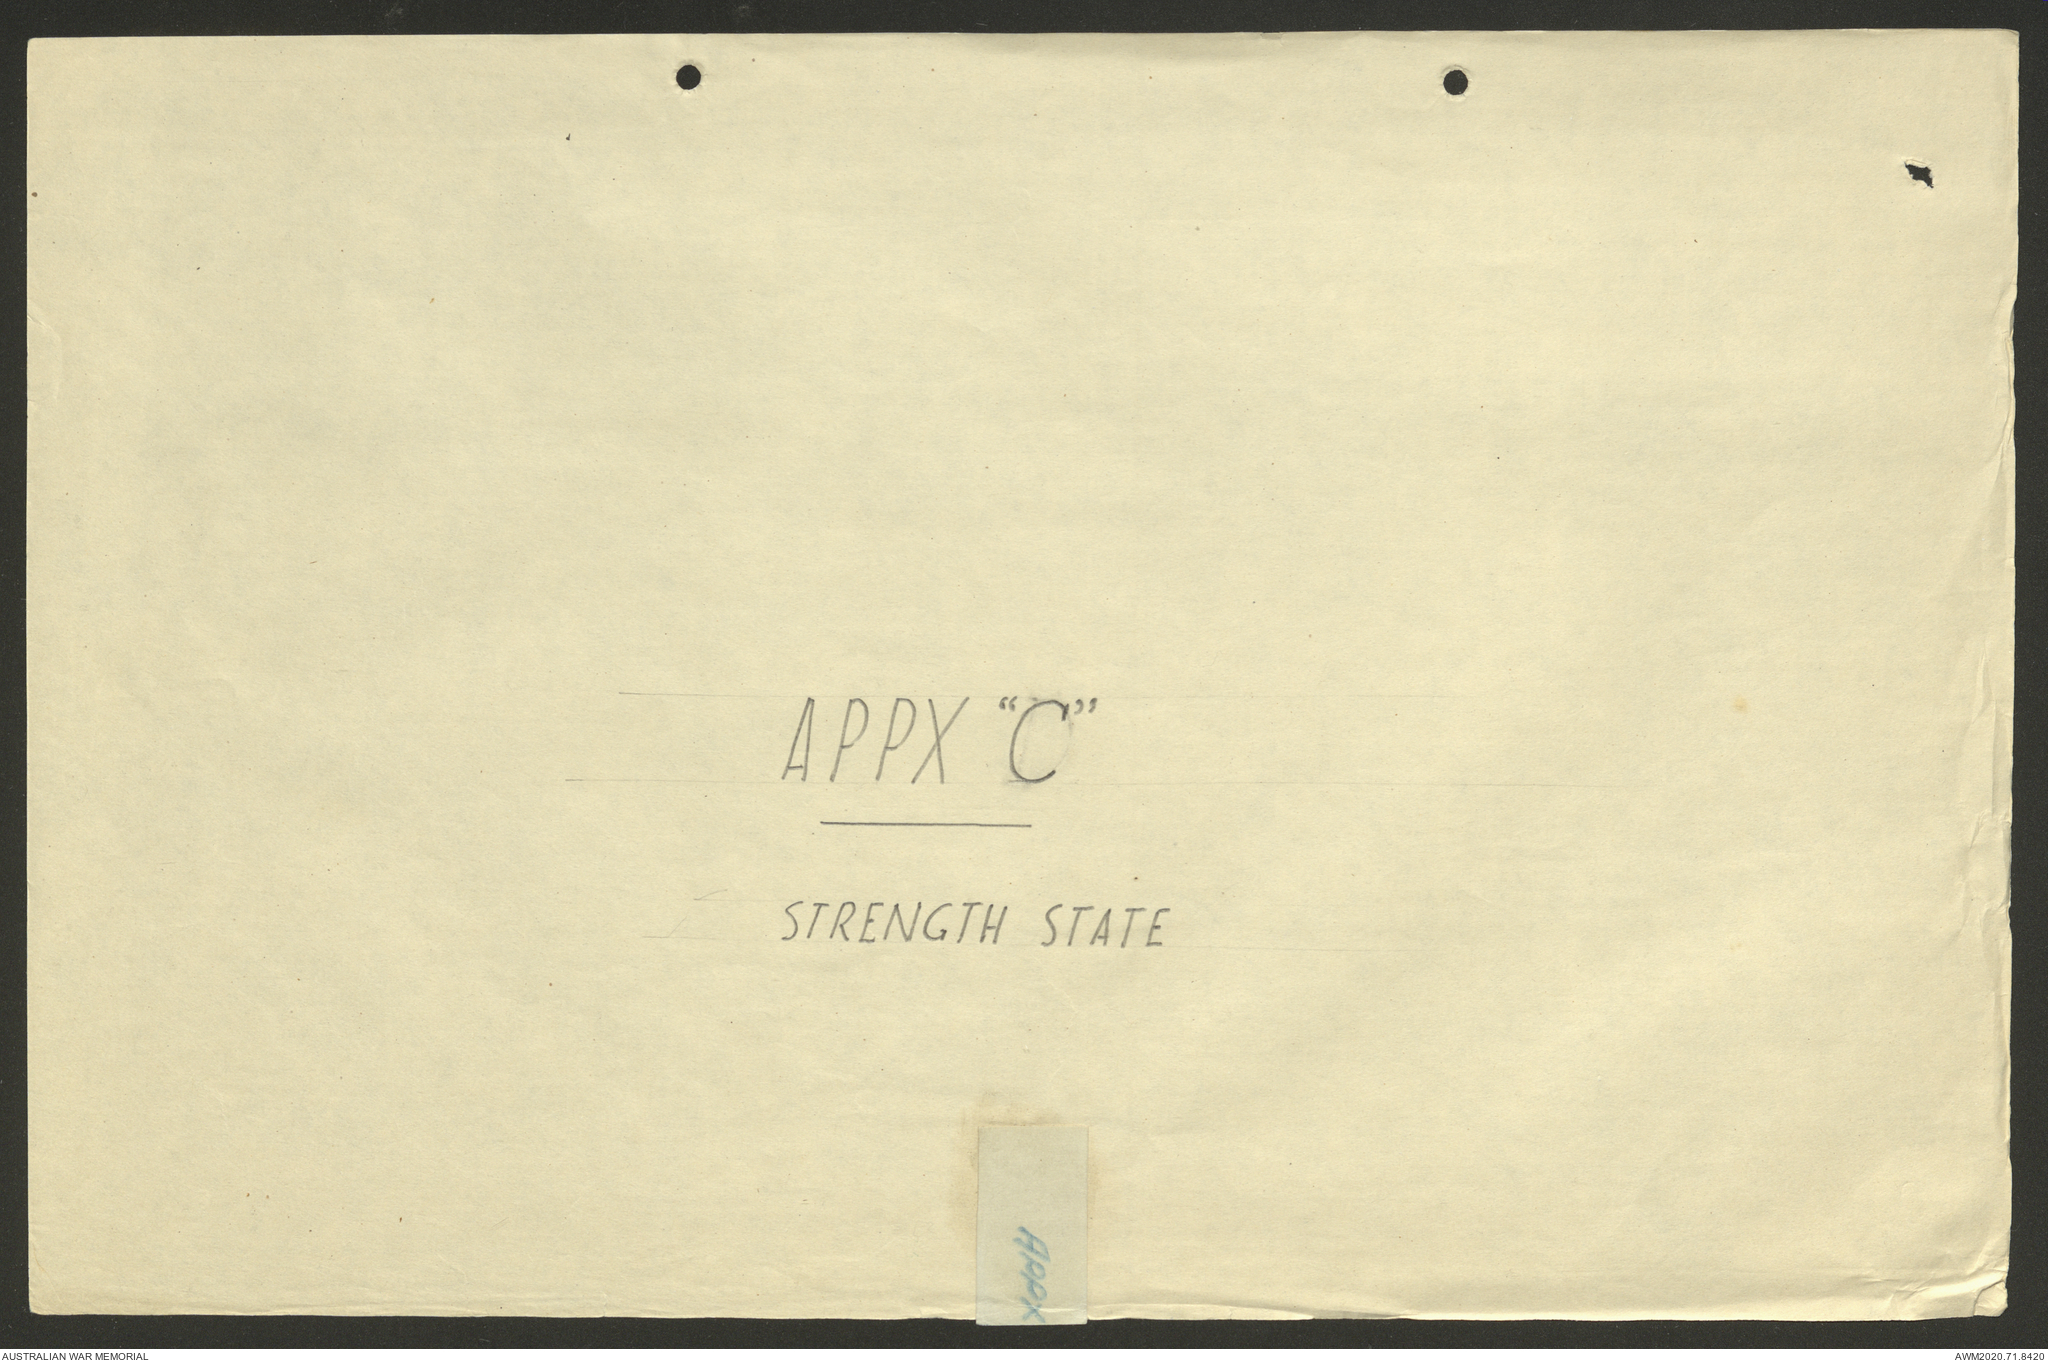 APPX "C"
STRENGTH STATE
APPX
AUSTRALIAN WAR MEMORIAL
AWM2020.71.8420